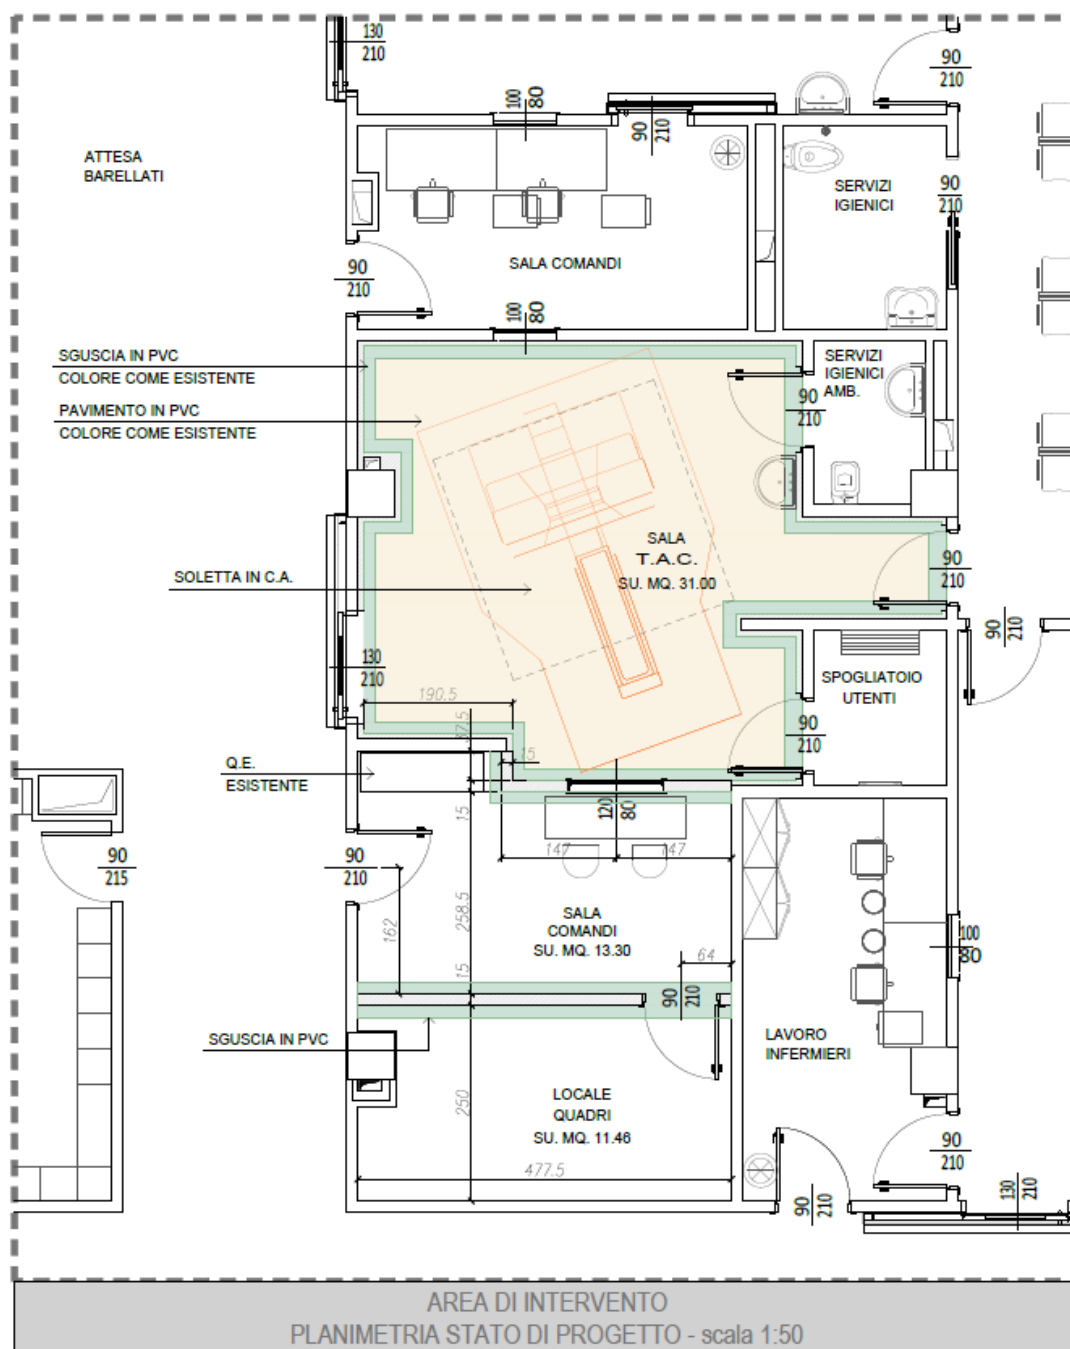 130
210
90
210
100
80
90
210
ATTESA
BARELLATI
SERVIZI
IGIENICI
90
210
SALA COMANDI
90
210
100
80
SGUSCIA IN PVC
COLORE COME ESISTENTE
SERVIZI
IGIENICI
AMB.
PAVIMENTO IN PVC
COLORE COME ESISTENTE
90
210
SALA
T.A.C.
SU. MQ. 31.00
SOLETTA IN C.A.
90
210
90
210
130
210
SPOGLIATOIO
UTENTI
190.5
37.5
90
210
15
Q.E.
ESISTENTE
120
80
15
147
147
90
215
90
210
258.5
162
SALA
COMANDI
SU. MQ. 13.30
100
80
64
15
90
210
SGUSCIA IN PVC
LAVORO
INFERMIERI
LOCALE
QUADRI
SU. MQ. 11.46
250
477.5
90
210
90
210
130
210
AREA DI INTERVENTO
PLANIMETRIA STATO DI PROGETTO - scala 1:50